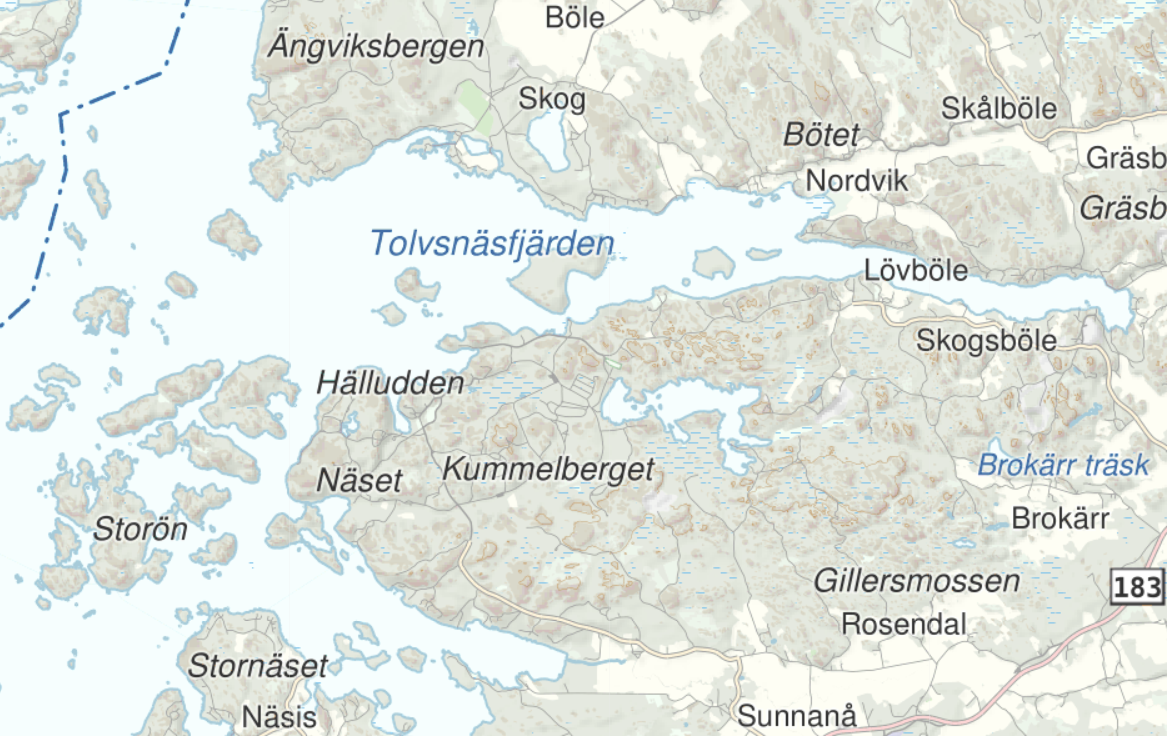 Böle
Ängviksbergen
Skog
Skålböle
Bötet
Gräsb
Nordvik
Gräsb
Tolvsnäsfjärden
Lövböle
Skogsböle
Hälludden
Brokärr träsk
Kummelberget
Näset
Brokärr
Storön
Gillersmossen
183
Rosendal
Stornäset
Näsis
Sunnanå